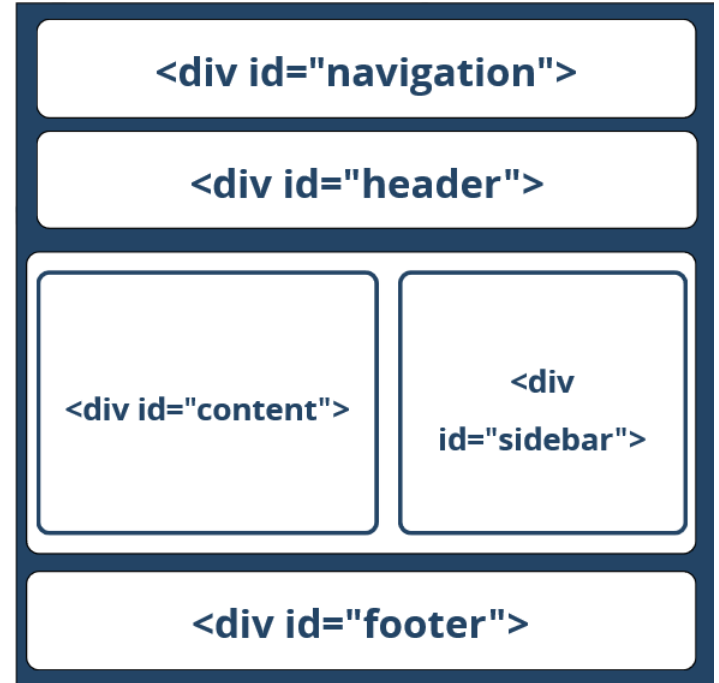 <div id="navigation">
<div id="header">
<div id="content">
<div
id="sidebar">
<div id="footer">